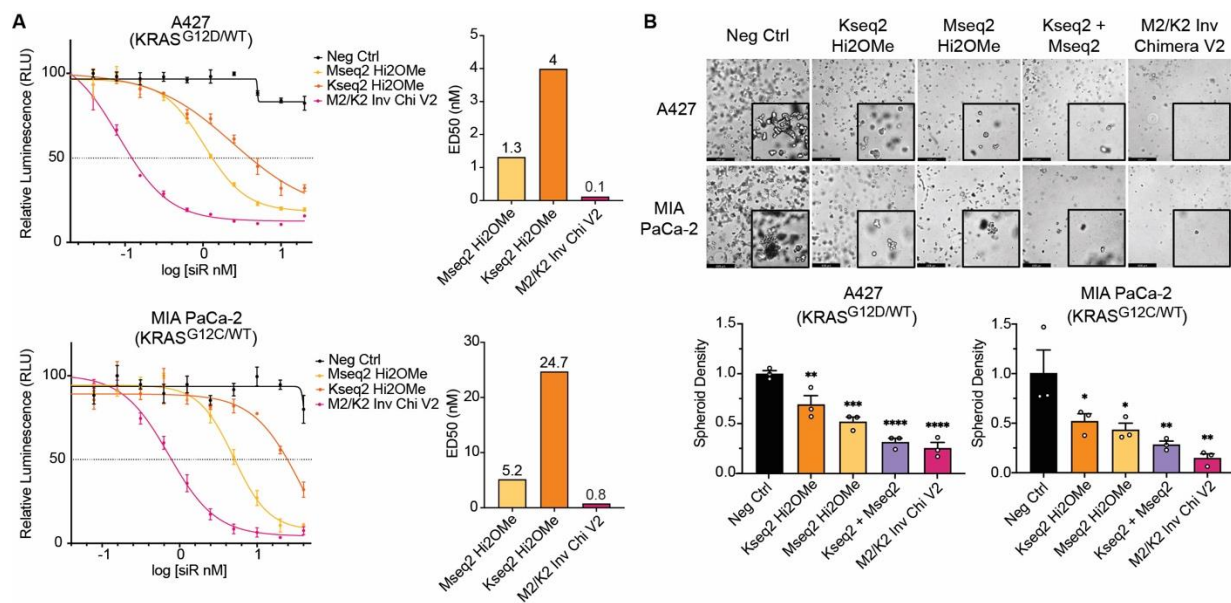 A
A427
(KRASG12D/WT)
Relative Luminescence (RLU)
100
50
0
-1
0
1
log [siR nM]
Neg Ctrl
Mseq2 Hi2OMe
Kseq2 Hi2OMe
M2/K2 Inv Chi V2
ED50 (nM)
5
4
3
2
1
0
1.3
4
0.1
Mseq2 Hi2OMe
Kseq2 Hi2OMe
M2/K2 Inv Chi V2
MIA PaCa-2
(KRASG12C/WT)
Relative Luminescence (RLU)
100
50
0
-1
0
1
log [siR nM]
Neg Ctrl
Mseq2 Hi2OMe
Kseq2 Hi2OMe
M2/K2 Inv Chi V2
ED50 (nM)
30
20
10
0
5.2
24.7
0.8
Mseq2 Hi2OMe
Kseq2 Hi2OMe
M2/K2 Inv Chi V2
B
Neg Ctrl
Kseq2
Hi2OMe
Mseq2
Hi2OMe
Kseq2 +
Mseq2
M2/K2 Inv
Chimera V2
A427
MIA
PaCa-2
A427
(KRASG12D/WT)
Spheroid Density
1.5
1.0
0.5
0.0
**
***
****
****
Neg Ctrl
Kseq2 Hi2OMe
Mseq2 Hi2OMe
Kseq2 + Mseq2
M2/K2 Inv Chi V2
MIA PaCa-2
(KRASG12C/WT)
Spheroid Density
1.5
1.0
0.5
0.0
*
*
**
**
Neg Ctrl
Kseq2 Hi2OMe
Mseq2 Hi2OMe
Kseq2 + Mseq2
M2/K2 Inv Chi V2